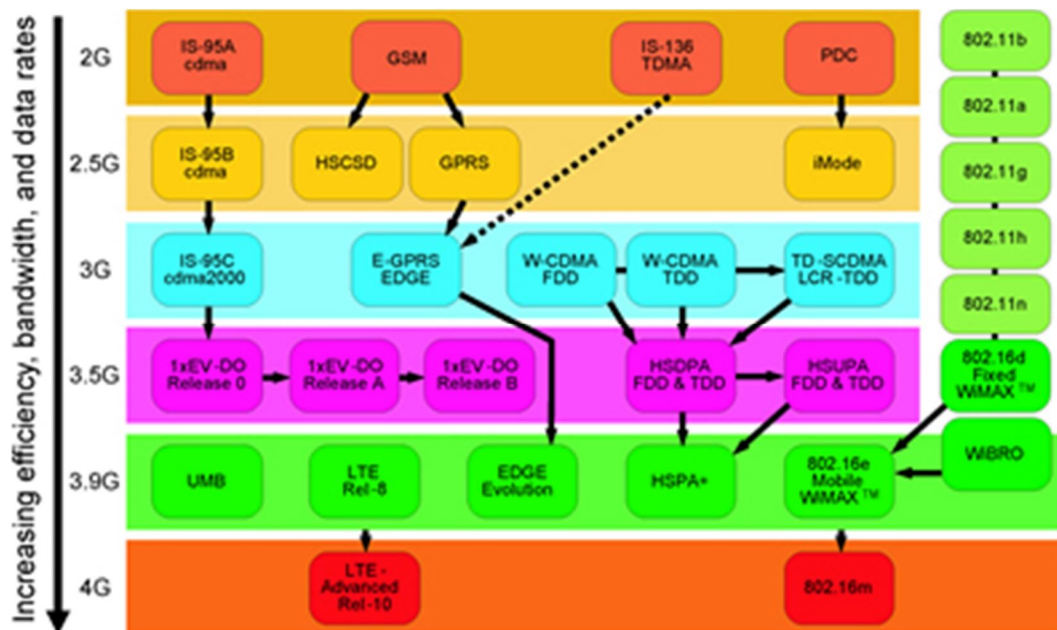 Increasing efficiency, bandwidth, and data rates
2G
IS-95A
cdma
GSM
IS-136
TDMA
PDC
802.11b
802.11a
2.5G
IS-95B
cdma
HSCSD
GPRS
iMode
802.11g
802.11h
3G
IS-95C
cdma2000
E-GPRS
EDGE
W-CDMA
FDD
W-CDMA
TDD
TD-SCDMA
LCR-TDD
802.11n
3.5G
1xEV-DO
Release 0
1xEV-DO
Release A
1xEV-DO
Release B
HSDPA
FDD & TDD
HSUPA
FDD & TDD
802.16d
Fixed
WiMAX™
3.9G
UMB
LTE
Rel-8
EDGE
Evolution
HSPA+
802.16e
Mobile
WiMAX™
WiBRO
4G
LTE-
Advanced
Rel-10
802.16m